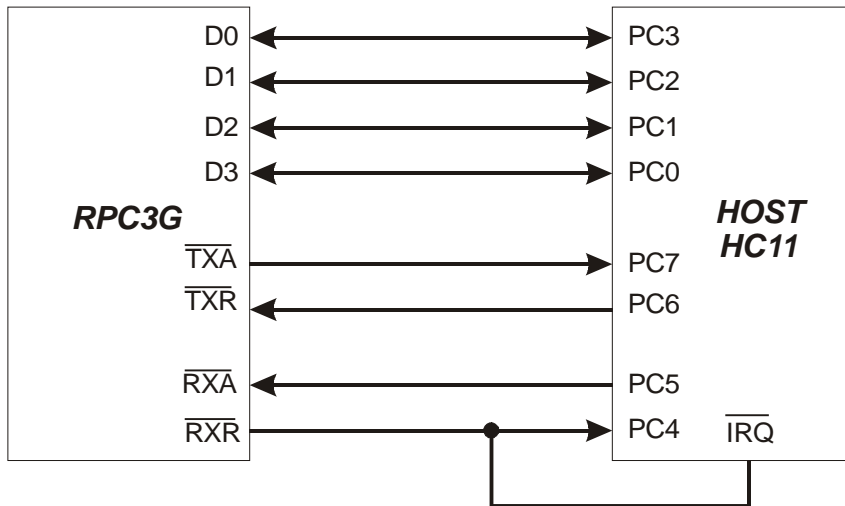 D0 PC3
D1 PC2
D2 PC1
D3 PC0
RPC3G HOST
HC11
TXA PC7
TXR PC6
RXA PC5
RXR PC4 IRQ